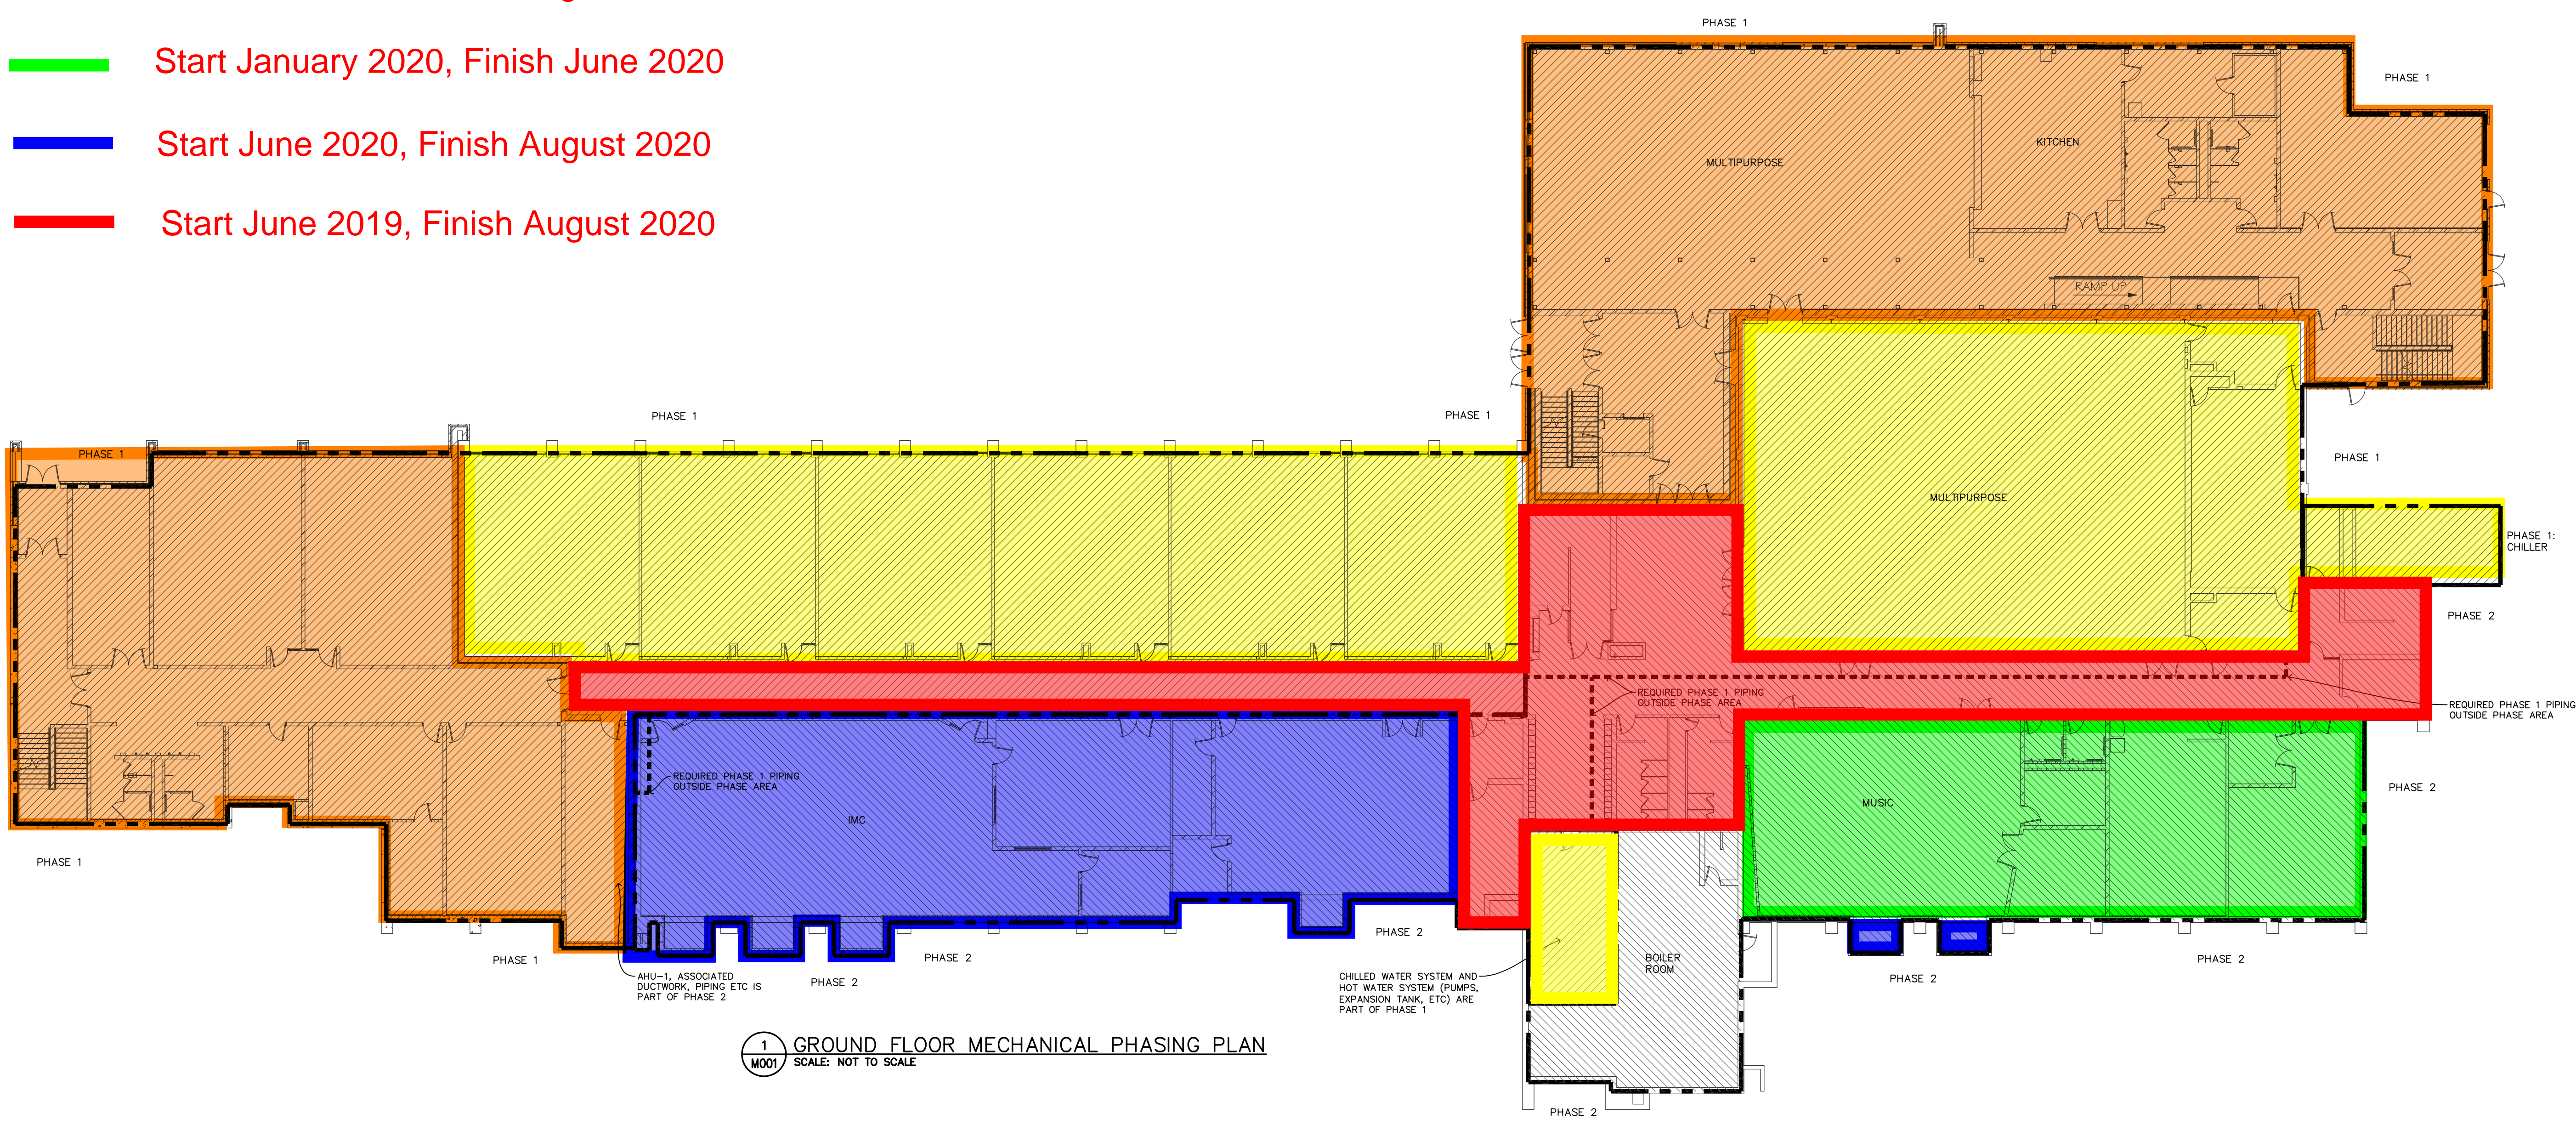 Start January 2020, Finish June 2020
Start June 2020, Finish August 2020
Start June 2019, Finish August 2020
PHASE 1
PHASE 1
MULTIPURPOSE
KITCHEN
RAMP UP
PHASE 1
PHASE 1
PHASE 1
PHASE 1
MULTIPURPOSE
PHASE 1:
CHILLER
PHASE 2
REQUIRED PHASE 1 PIPING
OUTSIDE PHASE AREA
REQUIRED PHASE 1 PIPING
OUTSIDE PHASE AREA
REQUIRED PHASE 1 PIPING
OUTSIDE PHASE AREA
PHASE 2
MUSIC
IMC
PHASE 1
PHASE 1
PHASE 2
PHASE 2
PHASE 2
AHU-1, ASSOCIATED
DUCTWORK, PIPING ETC IS
PART OF PHASE 2
CHILLED WATER SYSTEM AND
HOT WATER SYSTEM (PUMPS,
EXPANSION TANK, ETC) ARE
PART OF PHASE 1
BOILER
ROOM
PHASE 2
PHASE 2
1
M001
GROUND FLOOR MECHANICAL PHASING PLAN
SCALE: NOT TO SCALE
PHASE 2